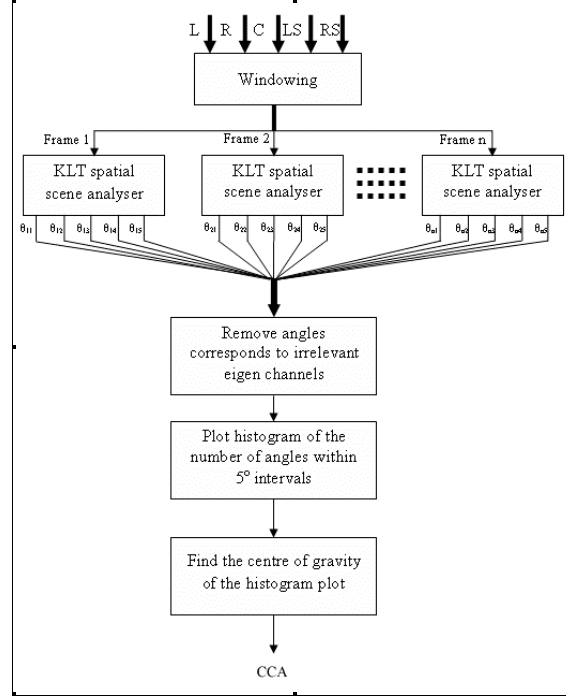 L R C LS RS
Windowing
Frame 1 Frame 2 Frame n
KLT spatial
scene analyser
KLT spatial
scene analyser
KLT spatial
scene analyser
θ11 θ12 θ13 θ14 θ15 θ21 θ22 θ23 θ24 θ25 θn1 θn2 θn3 θn4 θn5
Remove angles
corresponds to irrelevant
eigen channels
Plot histogram of the
number of angles within
5° intervals
Find the centre of gravity
of the histogram plot
CCA